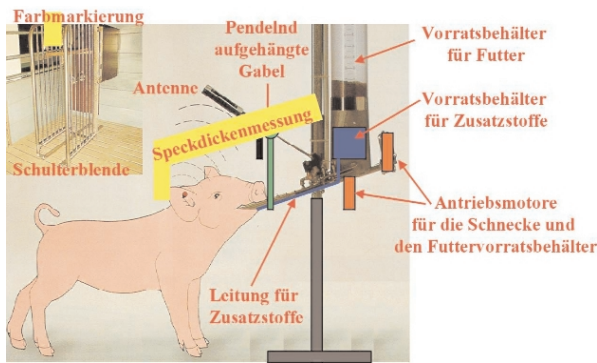 Farbmarkierung
Schulterblende
Pendelnd
aufgehängte
Gabel
Antenne
Speckdickenmessung
Vorratsbehälter
für Futter
Vorratsbehälter
für Zusatzstoffe
Antriebsmotore
für die Schnecke und
den Futtervorratsbehälter
Leitung für
Zusatzstoffe